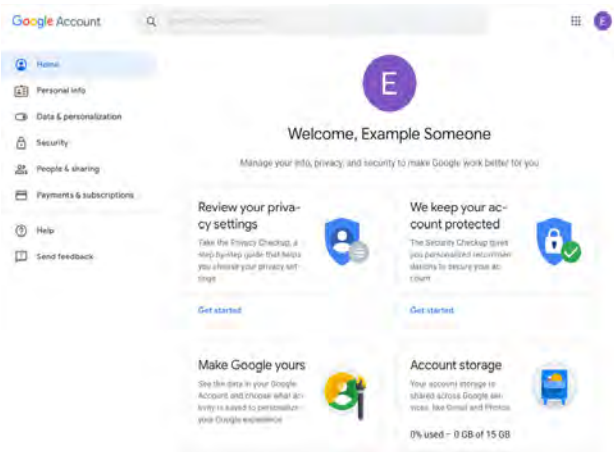 Google Account
E
Home
Personal info
Data & personalization
Security
People & sharing
Payments & subscriptions
Help
Send feedback
E
Welcome, Example Someone
Manage your info, privacy, and security to make Google work better for you
Review your priva-
cy settings
Take the Privacy Checkup, a
step-by-step guide that helps
you choose your privacy set-
tings
Get started
We keep your ac-
count protected
The Security Checkup gives
you personalized recommen-
dations to secure your ac-
count
Get started
Make Google yours
See the data in your Google
Account and choose what ac-
tivity is saved to personalize
your Google experience
Account storage
Your account storage is
shared across Google ser-
vices, like Gmail and Photos
0% used – 0 GB of 15 GB